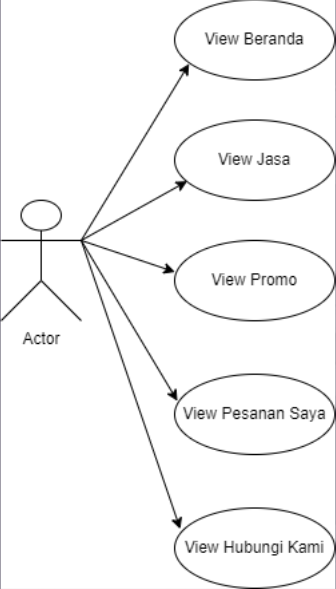 View Beranda
View Jasa
View Promo
View Pesanan Saya
View Hubungi Kami
Actor